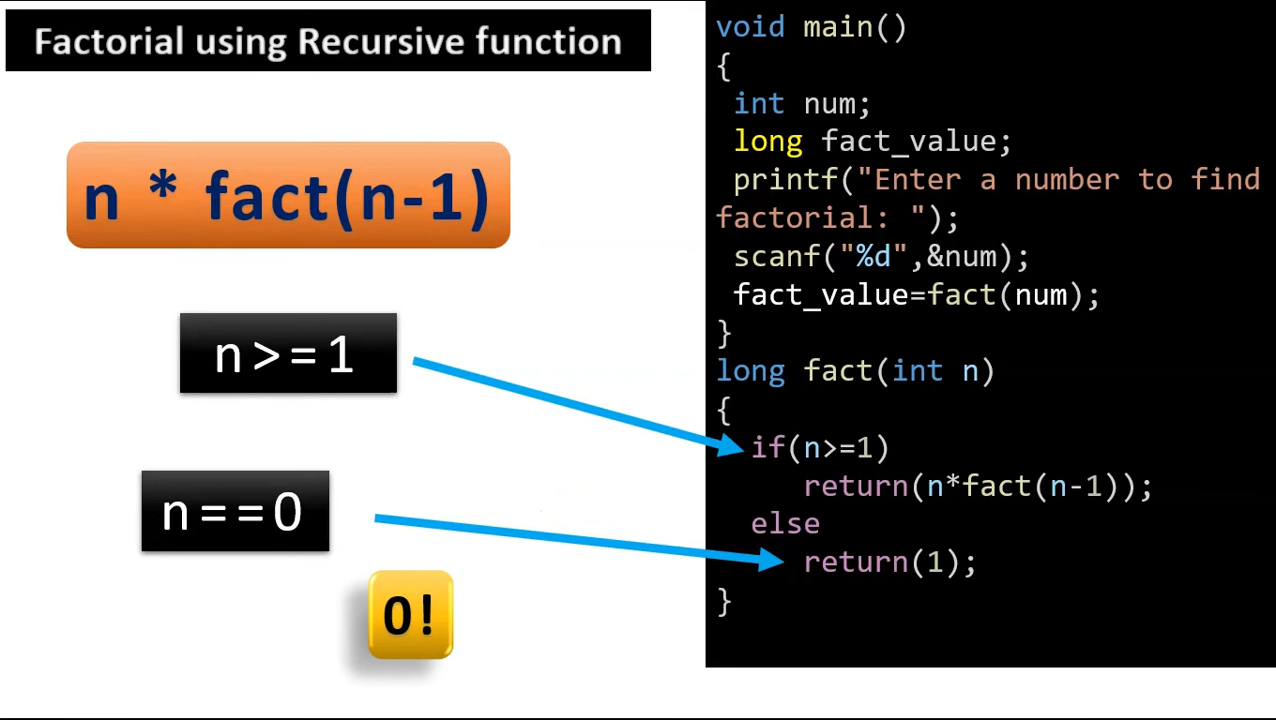 Factorial using Recursive function
n * fact(n-1)
n>=1
n==0
0!
void main()
{
int num;
long fact_value;
printf("Enter a number to find
factorial: ");
scanf("%d",&num);
fact_value=fact(num);
}
long fact(int n)
{
if(n>=1)
return(n*fact(n-1));
else
return(1);
}